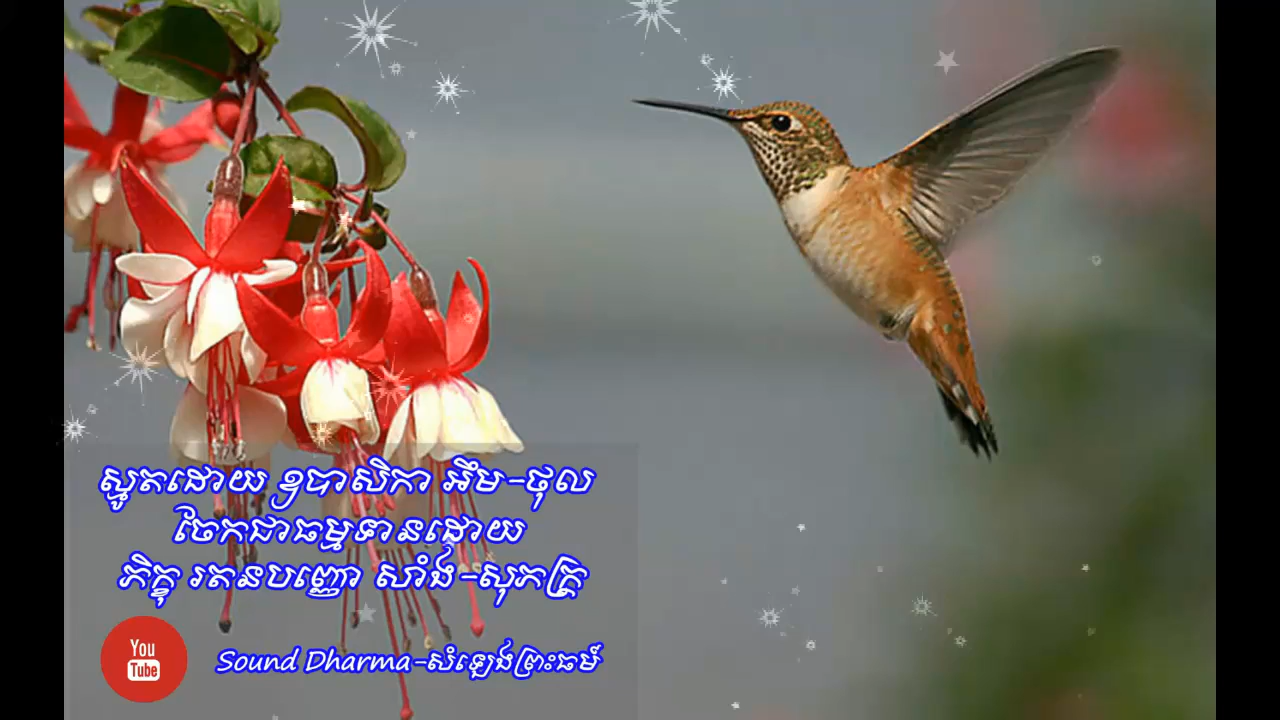 ស្មូតដោយ ឧបាសិកា អឹម-ថុល
ចែកជាធម្មទានដោយ
ភិក្ខុ រតនបញ្ញោ សាំង-សុភក្ត្រ
You
Tube
Sound Dharma-សំឡេងព្រះធម៌